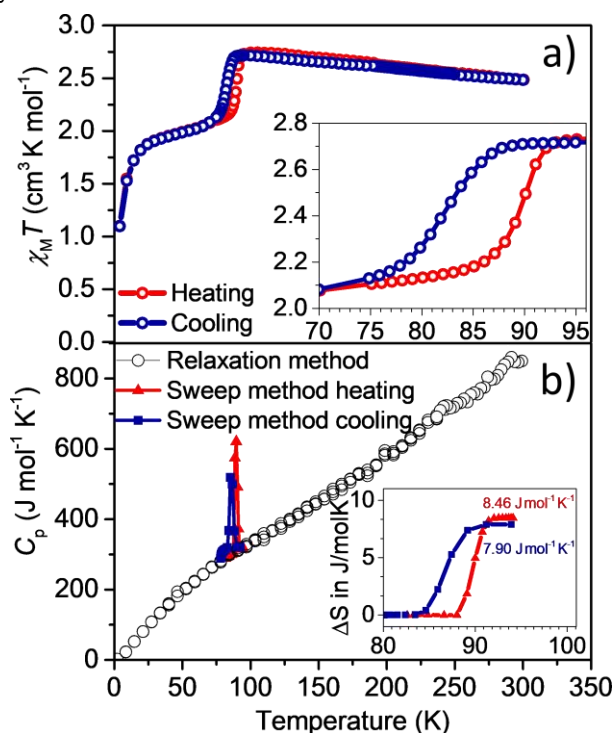 3.0
a)
2.5
2.0
1.5
1.0
0.5
0.0
χMT (cm³ K mol⁻¹)
2.8
2.6
2.4
2.2
2.0
70 75 80 85 90 95
Heating
Cooling
b)
Relaxation method
Sweep method heating
Sweep method cooling
800
600
400
200
0
Cp (J mol⁻¹ K⁻¹)
10
5
0
ΔS in J/molK
8.46 Jmol⁻¹K⁻¹
7.90 Jmol⁻¹K⁻¹
80 90 100
0 50 100 150 200 250 300 350
Temperature (K)